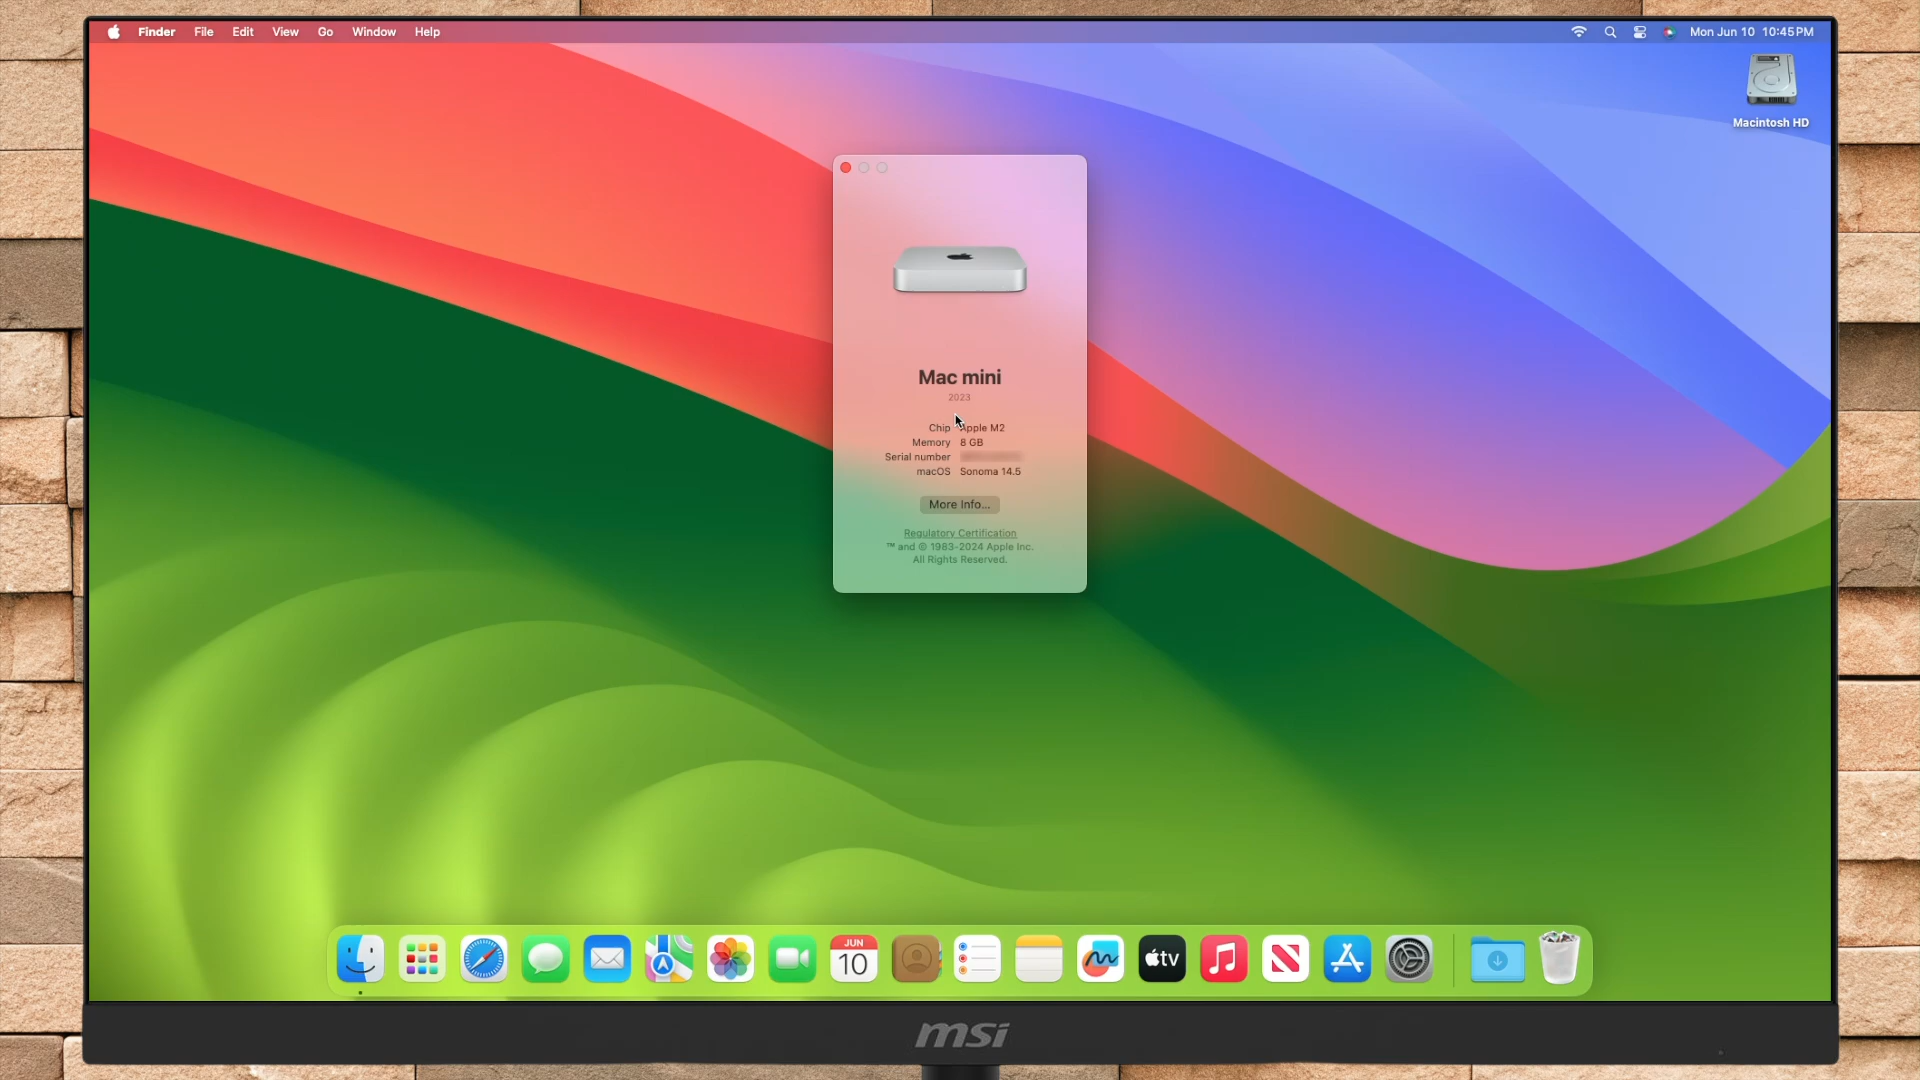 Finder File Edit View Go Window Help
Mon Jun 10 10:45 PM
Macintosh HD
Mac mini
2023
Chip Apple M2
Memory 8 GB
Serial number
macOS Sonoma 14.5
More Info...
Regulatory Certification
™ and © 1983-2024 Apple Inc.
All Rights Reserved.
JUN
10
tv
msi